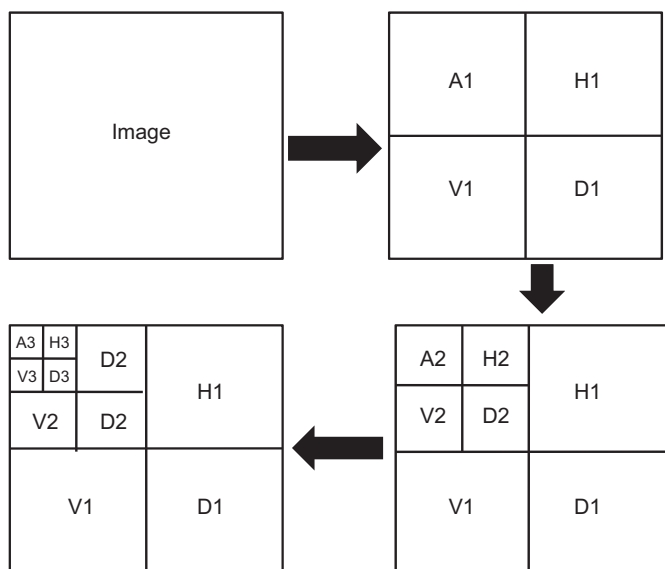 Image
A1 H1
V1 D1
A3 H3
V3 D3
D2
H1
V2 D2
V1 D1
A2 H2
V2 D2
H1
V1 D1